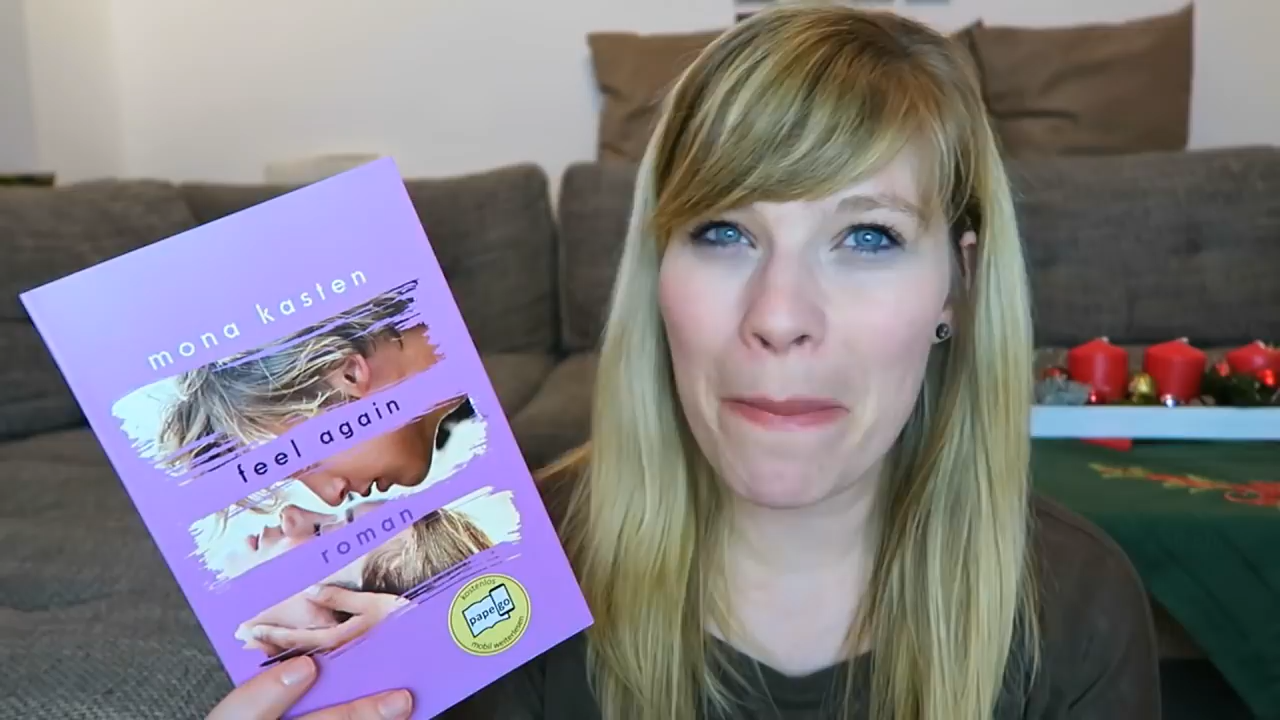 mona kasten
feel again
roman
kostenlos
papego
mobil weiterlesen